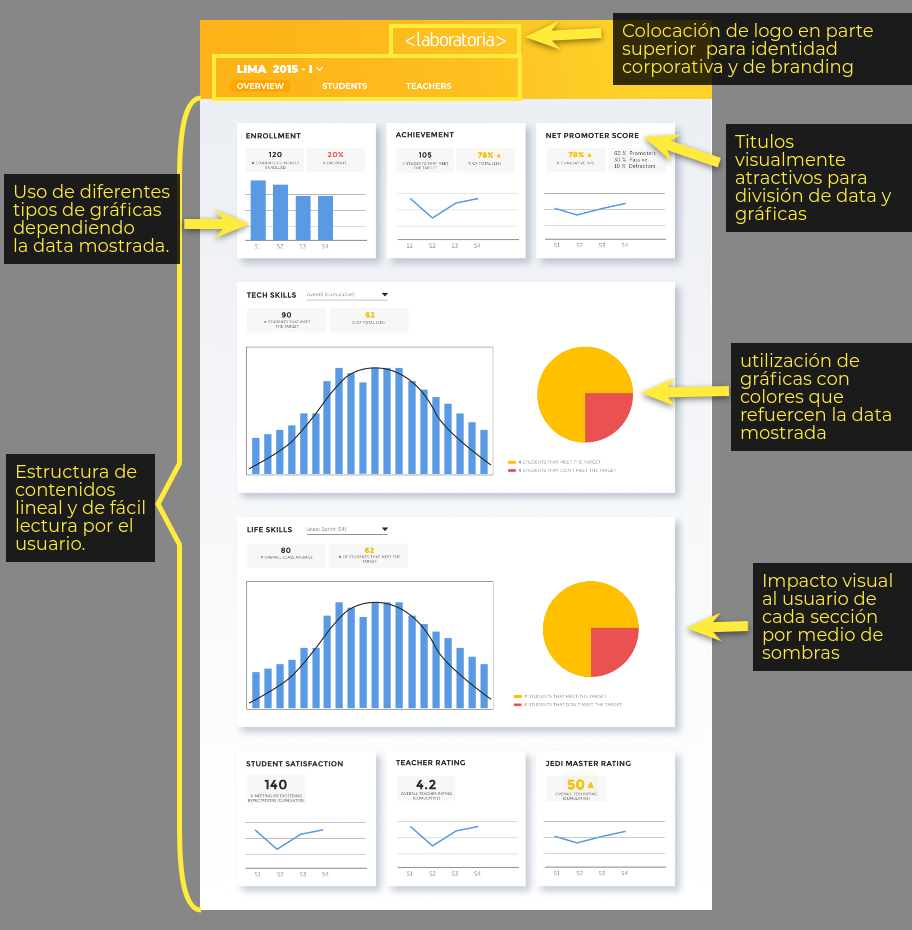 <laboratoria>
LIMA 2015 - I
OVERVIEW STUDENTS TEACHERS
Colocación de logo en parte
superior para identidad
corporativa y de branding
ENROLLMENT
120
# STUDENTS CURRENTLY
ENROLLED
20%
% DROPOUT
S1 S2 S3 S4
ACHIEVEMENT
105
# STUDENTS THAT MEET
THE TARGET
78% ▲
% OF TOTAL (135)
S1 S2 S3 S4
NET PROMOTER SCORE
78% ▲
% CUMULATIVE NPS
60 % Promoters
30 % Passive
10 % Detractors
S1 S2 S3 S4
Titulos
visualmente
atractivos para
división de data y
gráficas
Uso de diferentes
tipos de gráficas
dependiendo
la data mostrada.
TECH SKILLS
overall (cumulative)
90
# STUDENTS THAT MEET
THE TARGET
62
% OF TOTAL (135)
# STUDENTS THAT MEET THE TARGET
# STUDENTS THAT DON'T MEET THE TARGET
utilización de
gráficas con
colores que
refuercen la data
mostrada
Estructura de
contenidos
lineal y de fácil
lectura por el
usuario.
LIFE SKILLS
latest Sprint (S4)
80
# OVERALL CLASS AVERAGE
62
# OF STUDENTS THAT MEET THE
TARGET
# STUDENTS THAT MEET THE TARGET
# STUDENTS THAT DON'T MEET THE TARGET
Impacto visual
al usuario de
cada sección
por medio de
sombras
STUDENT SATISFACTION
140
% MEETING OR EXCEEDING
EXPECTATIONS (CUMULATIVE)
S1 S2 S3 S4
TEACHER RATING
4.2
OVERALL TEACHER RATING
(CUMULATIVE)
S1 S2 S3 S4
JEDI MASTER RATING
50 ▲
OVERALL JEDI RATING
(CUMULATIVE)
S1 S2 S3 S4